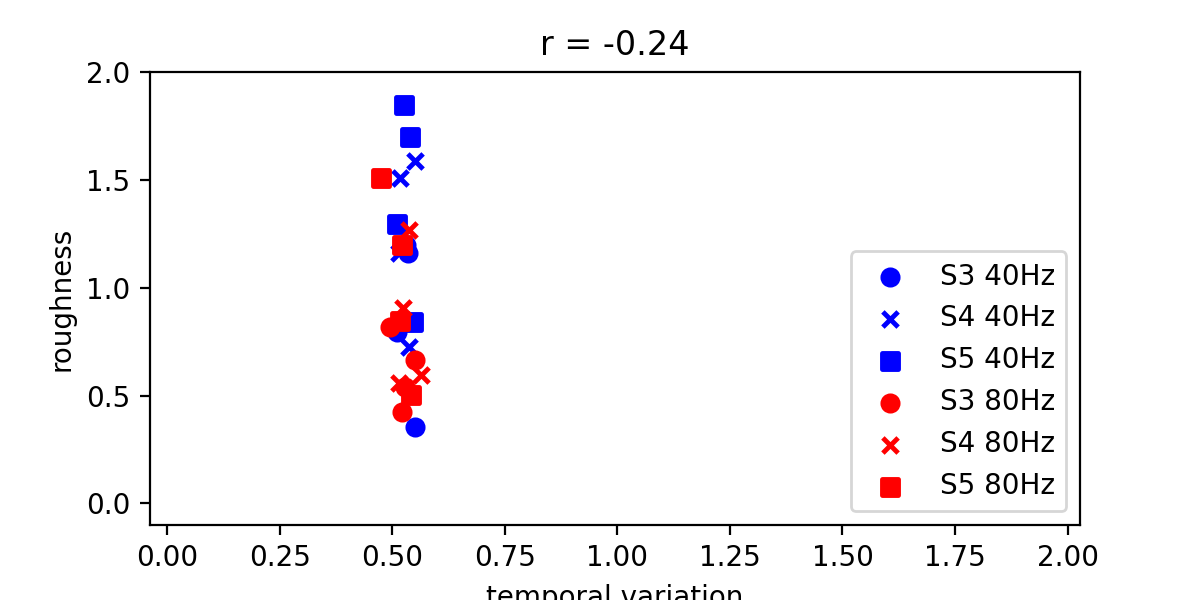 r = -0.24
roughness
2.0
1.5
1.0
0.5
0.0
S3 40Hz
S4 40Hz
S5 40Hz
S3 80Hz
S4 80Hz
S5 80Hz
0.00 0.25 0.50 0.75 1.00 1.25 1.50 1.75 2.00
temporal variation